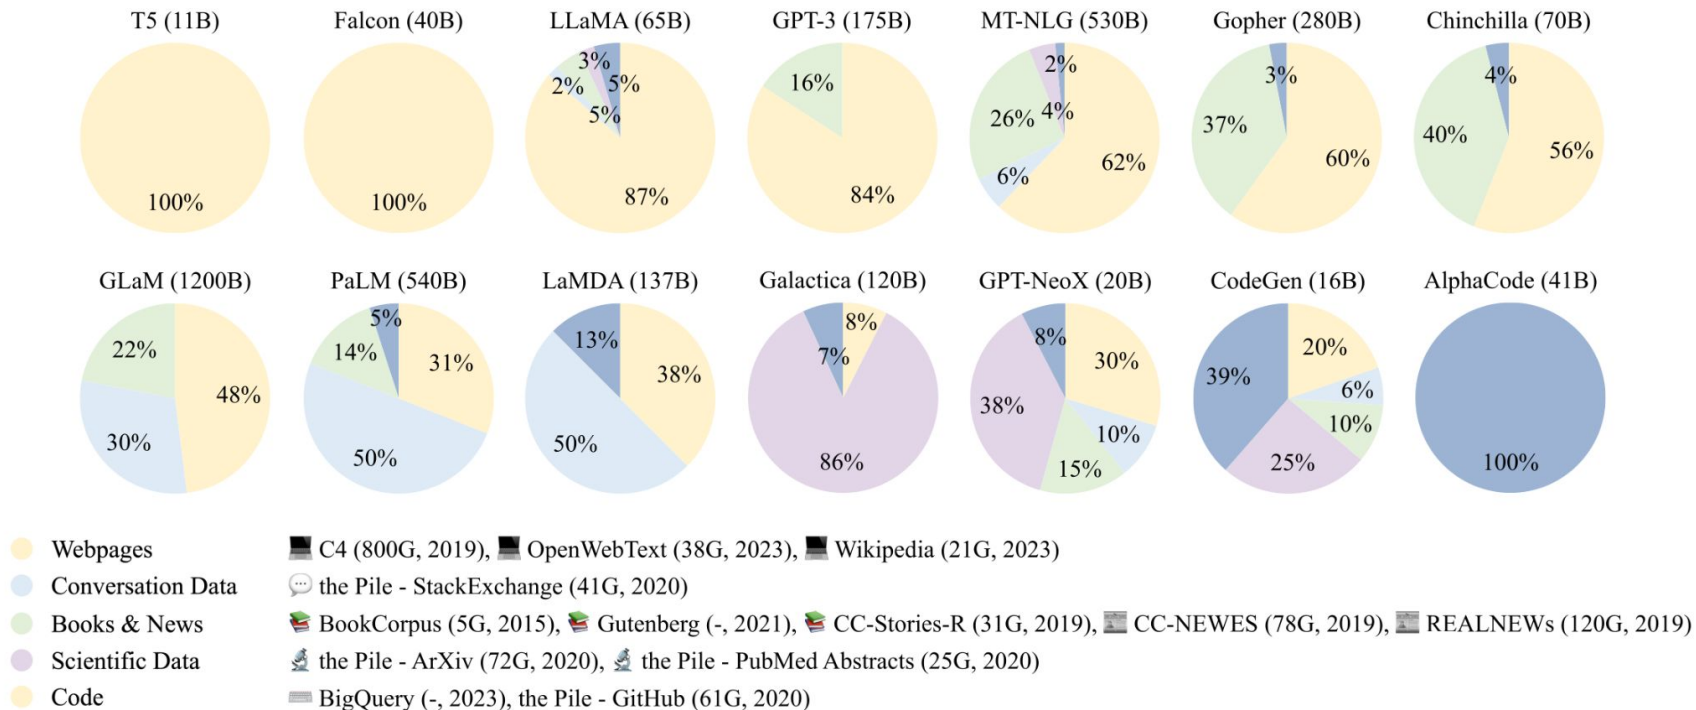 T5 (11B) Falcon (40B) LLaMA (65B) GPT-3 (175B) MT-NLG (530B) Gopher (280B) Chinchilla (70B)
100%
100%
3% 5% 2% 5% 87%
16% 84%
2% 4% 26% 6% 62%
3% 37% 60%
4% 40% 56%
GLaM (1200B) PaLM (540B) LaMDA (137B) Galactica (120B) GPT-NeoX (20B) CodeGen (16B) AlphaCode (41B)
22% 48% 30%
5% 14% 31% 50%
13% 38% 50%
8% 7% 86%
8% 30% 38% 10% 15%
20% 39% 6% 10% 25%
100%
Webpages C4 (800G, 2019), OpenWebText (38G, 2023), Wikipedia (21G, 2023)
Conversation Data the Pile - StackExchange (41G, 2020)
Books & News BookCorpus (5G, 2015), Gutenberg (-, 2021), CC-Stories-R (31G, 2019), CC-NEWES (78G, 2019), REALNEWs (120G, 2019)
Scientific Data the Pile - ArXiv (72G, 2020), the Pile - PubMed Abstracts (25G, 2020)
Code BigQuery (-, 2023), the Pile - GitHub (61G, 2020)